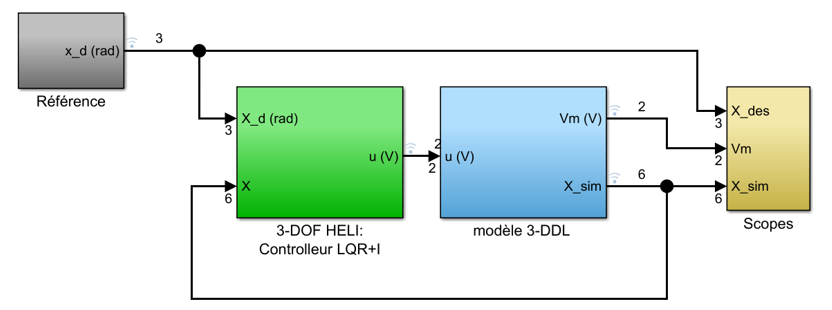 x_d (rad)
3
Référence
X_d (rad)
3
u (V)
X
6
3-DOF HELI:
Controlleur LQR+I
2
2
u (V)
Vm (V)
2
X_sim
6
modèle 3-DDL
X_des
3
Vm
2
X_sim
6
Scopes